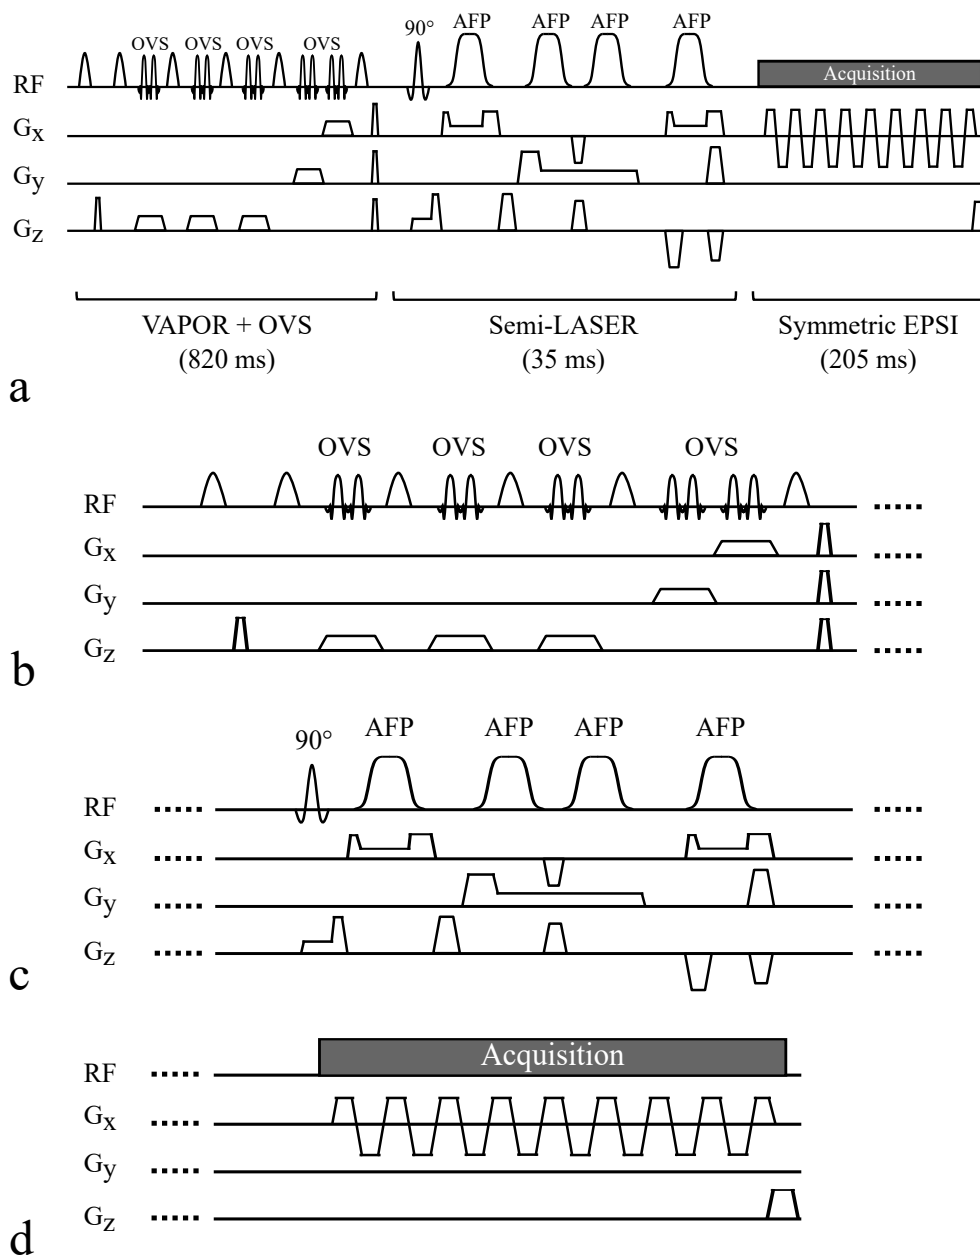 a
OVS OVS OVS OVS 90° AFP AFP AFP AFP
RF Acquisition
Gx
Gy
Gz
VAPOR + OVS Semi-LASER Symmetric EPSI
(820 ms) (35 ms) (205 ms)
b
OVS OVS OVS OVS
RF
Gx
Gy
Gz
c
90° AFP AFP AFP AFP
RF
Gx
Gy
Gz
d
RF Acquisition
Gx
Gy
Gz